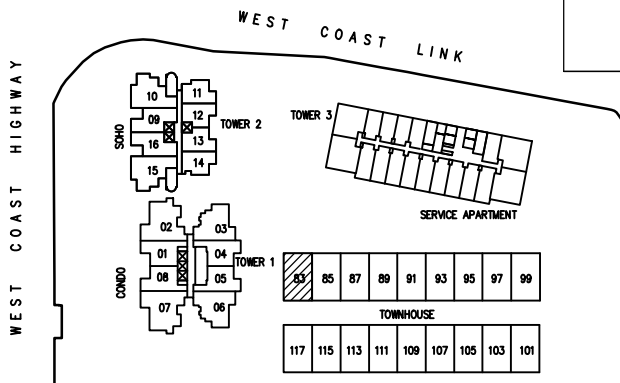 WEST COAST LINK
WEST COAST HIGHWAY
SOHO
10
11
09
12
TOWER 2
16
13
15
14
TOWER 3
SERVICE APARTMENT
CONDO
02
03
01
04
TOWER 1
08
05
07
06
83 85 87 89 91 93 95 97 99
TOWNHOUSE
117 115 113 111 109 107 105 103 101